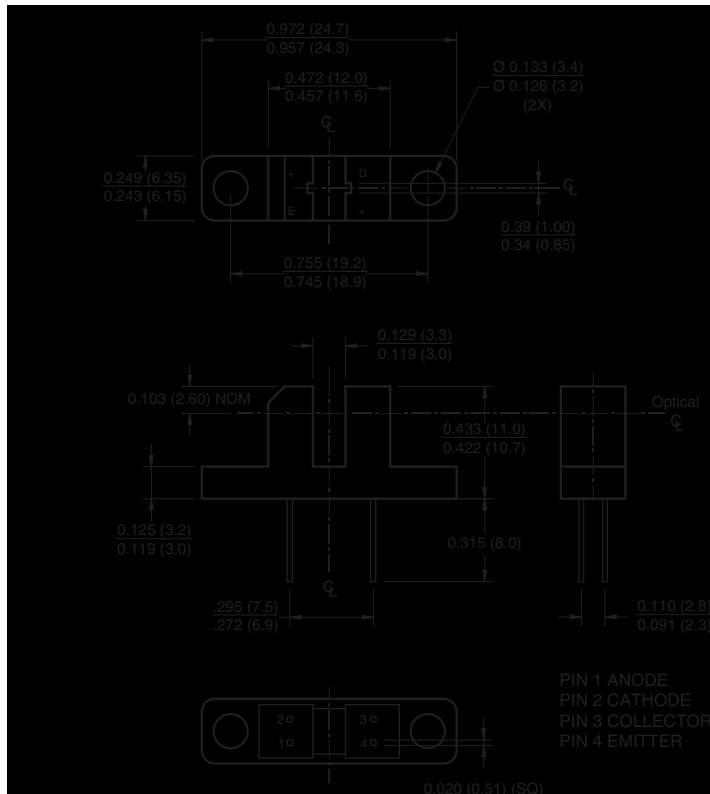 0.972 (24.7)
0.957 (24.3)
0.472 (12.0)
0.457 (11.6)
Ø 0.133 (3.4)
Ø 0.126 (3.2)
(2X)
℄
0.249 (6.35)
0.243 (6.15)
+
D
E
+
℄
0.39 (1.00)
0.34 (0.85)
0.755 (19.2)
0.745 (18.9)
0.129 (3.3)
0.119 (3.0)
0.103 (2.60) NOM
Optical
℄
0.433 (11.0)
0.422 (10.7)
0.125 (3.2)
0.119 (3.0)
0.315 (8.0)
℄
.295 (7.5)
.272 (6.9)
0.110 (2.8)
0.091 (2.3)
PIN 1 ANODE
PIN 2 CATHODE
PIN 3 COLLECTOR
PIN 4 EMITTER
2 3
1 4
0.020 (0.51) (SQ)